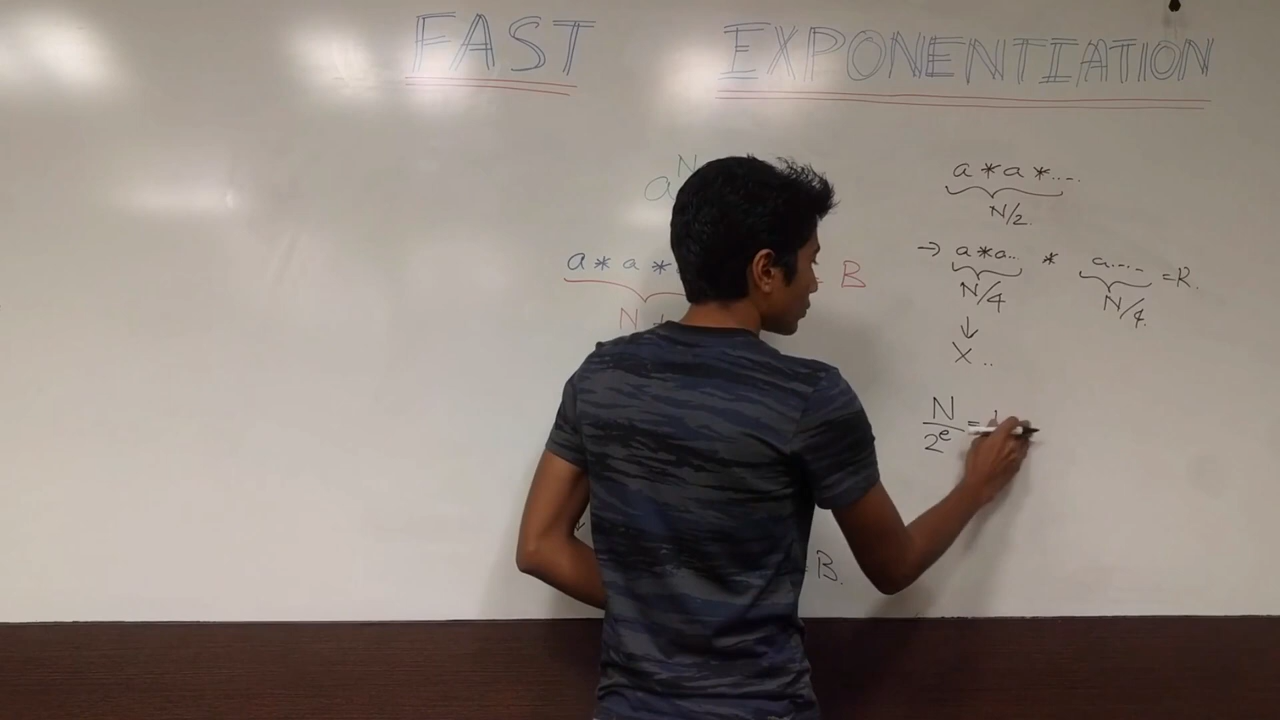 FAST EXPONENTIATION
a^N
a * a *
= B
N
= B.
a * a * ....
N/2.
→ a * a.. * a.... = R.
N/4 N/4.
↓
X ..
N/2^e =